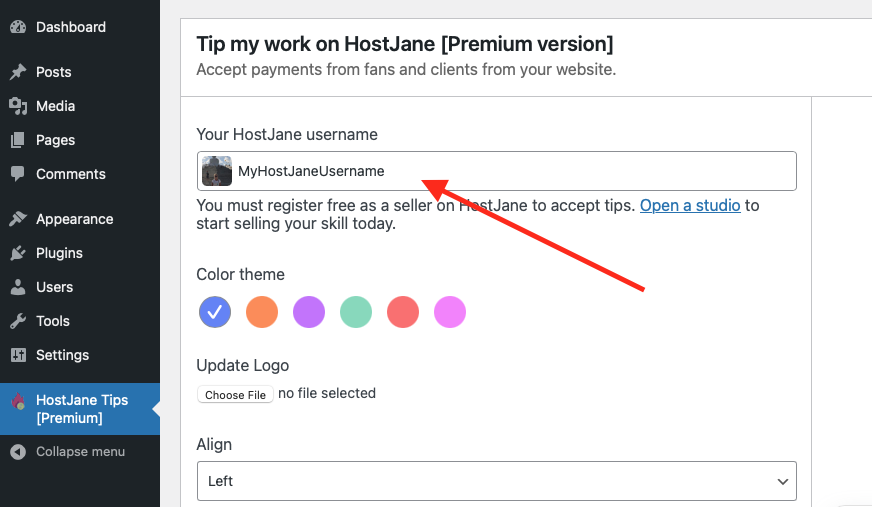 Dashboard
Posts
Media
Pages
Comments
Appearance
Plugins
Users
Tools
Settings
HostJane Tips
[Premium]
Collapse menu
Tip my work on HostJane [Premium version]
Accept payments from fans and clients from your website.
Your HostJane username
MyHostJaneUsername
You must register free as a seller on HostJane to accept tips. Open a studio to
start selling your skill today.
Color theme
Update Logo
Choose File no file selected
Align
Left